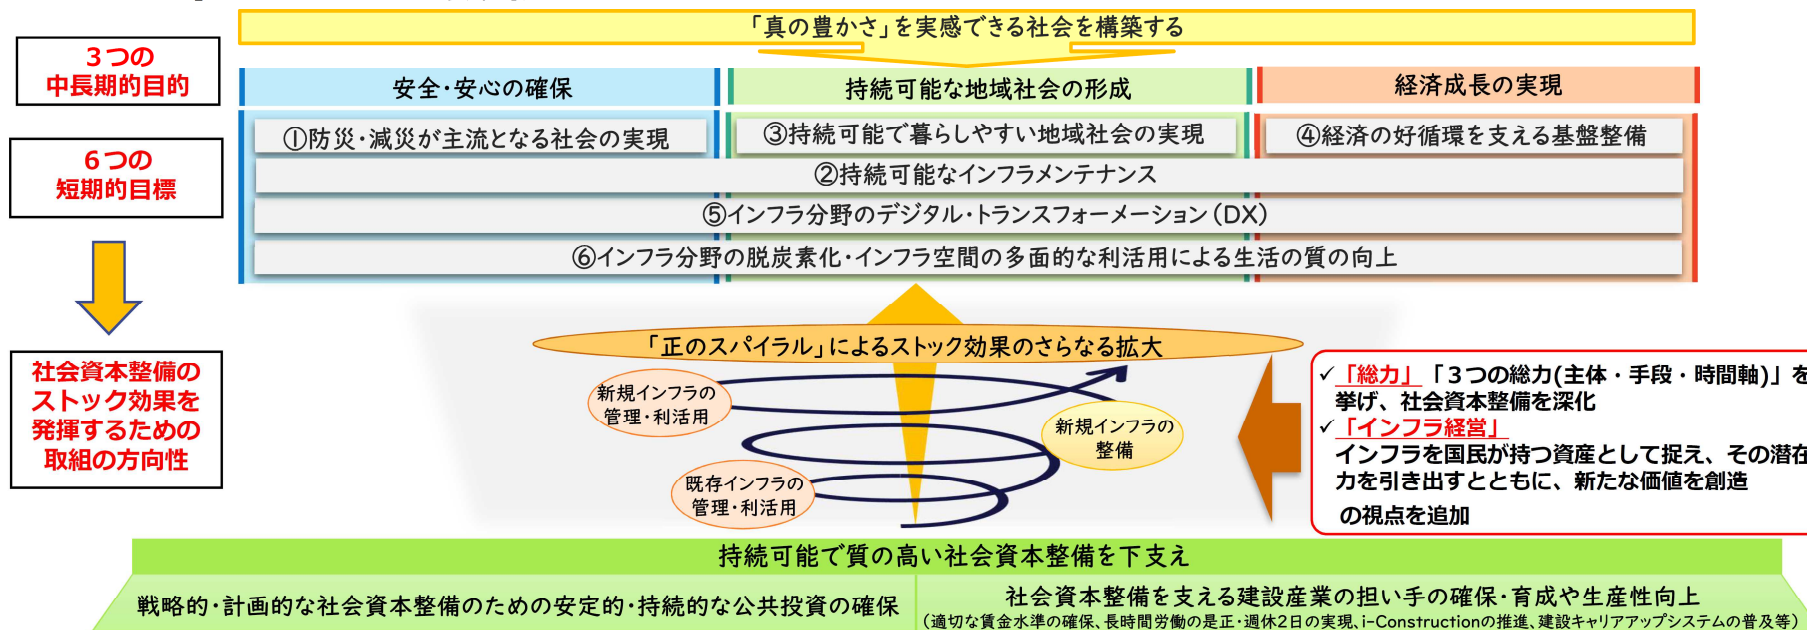 「真の豊かさ」を実感できる社会を構築する
3つの
中長期的目的
安全・安心の確保
持続可能な地域社会の形成
経済成長の実現
6つの
短期的目標
①防災・減災が主流となる社会の実現
③持続可能で暮らしやすい地域社会の実現
④経済の好循環を支える基盤整備
②持続可能なインフラメンテナンス
⑤インフラ分野のデジタル・トランスフォーメーション(DX)
⑥インフラ分野の脱炭素化・インフラ空間の多面的な利活用による生活の質の向上
社会資本整備の
ストック効果を
発揮するための
取組の方向性
「正のスパイラル」によるストック効果のさらなる拡大
新規インフラの
管理・利活用
新規インフラの
整備
既存インフラの
管理・利活用
✓「総力」「3つの総力(主体・手段・時間軸)」を
挙げ、社会資本整備を深化
✓「インフラ経営」
インフラを国民が持つ資産として捉え、その潜在
力を引き出すとともに、新たな価値を創造
の視点を追加
持続可能で質の高い社会資本整備を下支え
戦略的・計画的な社会資本整備のための安定的・持続的な公共投資の確保
社会資本整備を支える建設産業の担い手の確保・育成や生産性向上
(適切な賃金水準の確保、長時間労働の是正・週休2日の実現、i-Constructionの推進、建設キャリアアップシステムの普及等)